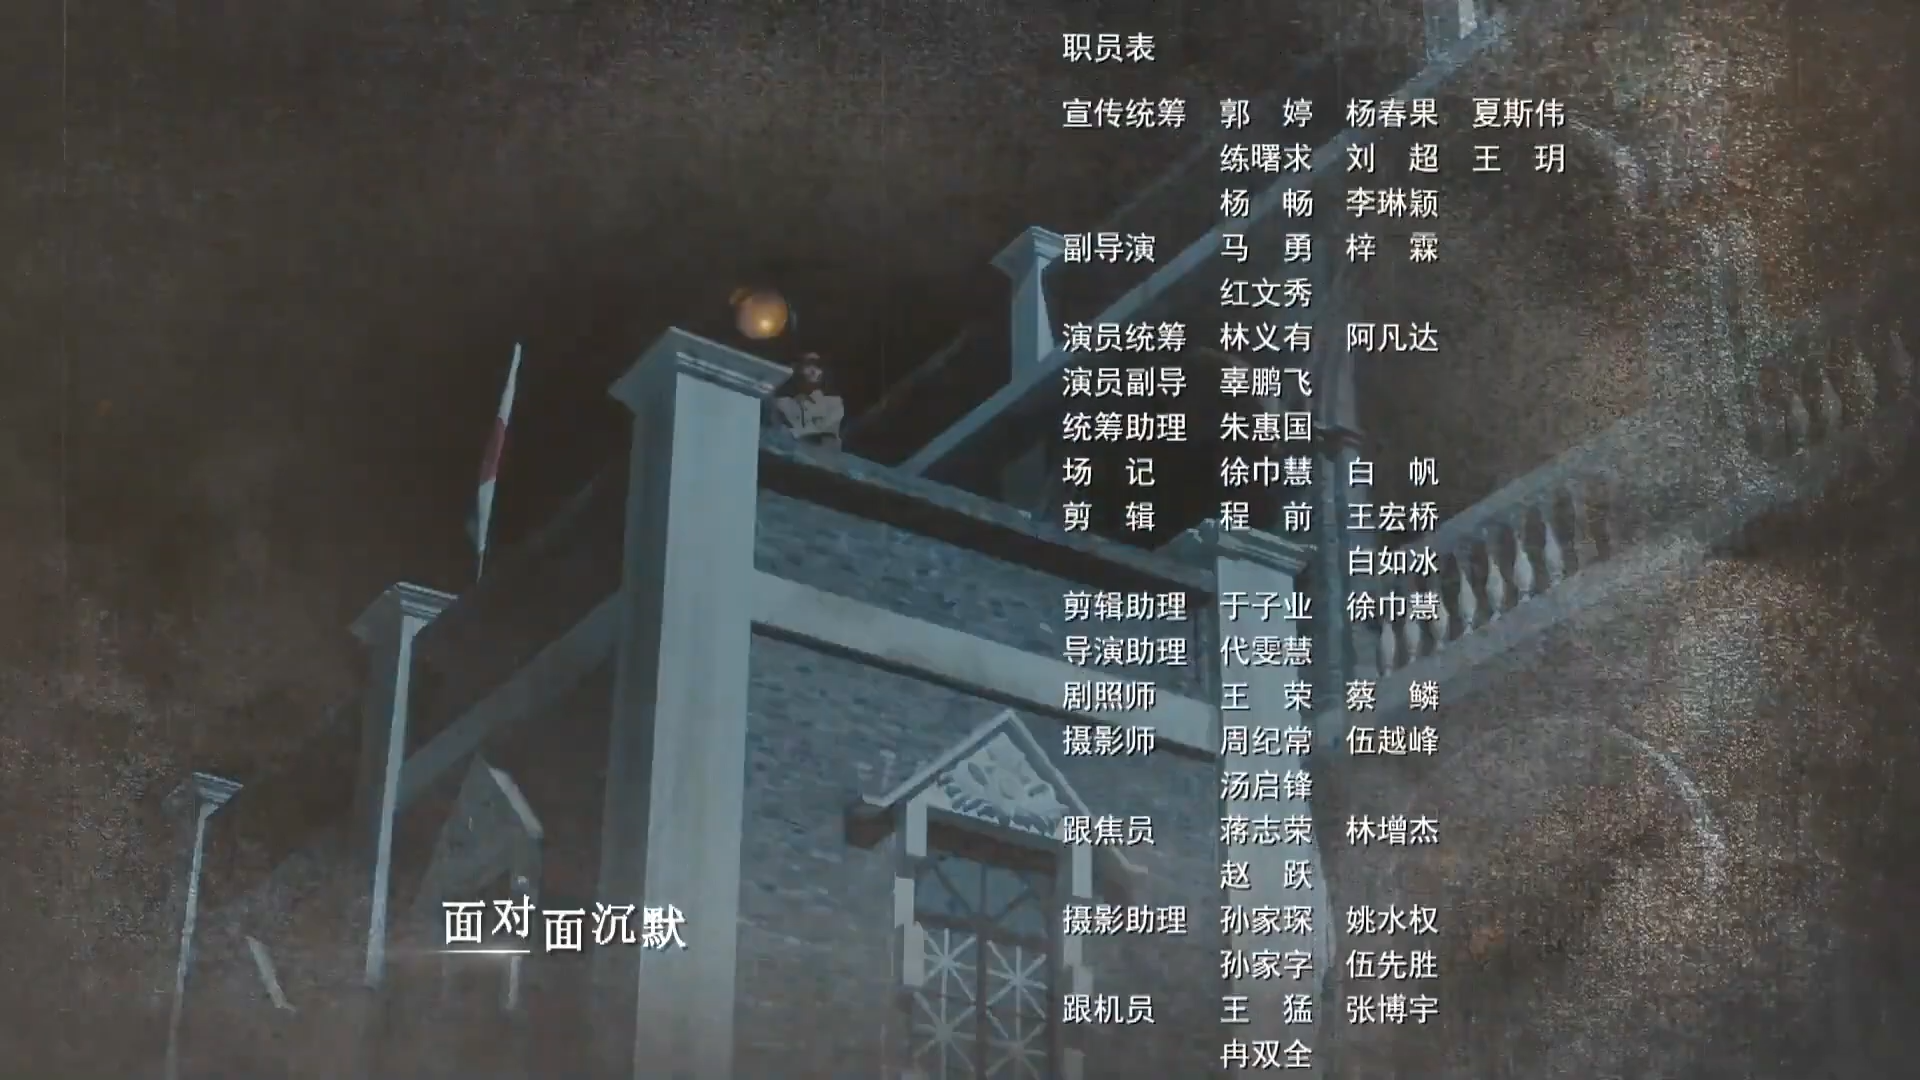 职员表
宣传统筹 郭 婷 杨春果 夏斯伟
练曙求 刘 超 王 玥
杨 畅 李琳颖
副导演 马 勇 梓 霖
红文秀
演员统筹 林义有 阿凡达
演员副导 辜鹏飞
统筹助理 朱惠国
场 记 徐巾慧 白 帆
剪 辑 程 前 王宏桥
白如冰
剪辑助理 于子业 徐巾慧
导演助理 代雯慧
剧照师 王 荣 蔡 鳞
摄影师 周纪常 伍越峰
汤启锋
跟焦员 蒋志荣 林增杰
赵 跃
摄影助理 孙家琛 姚水权
孙家字 伍先胜
跟机员 王 猛 张博宇
冉双全
面对面沉默